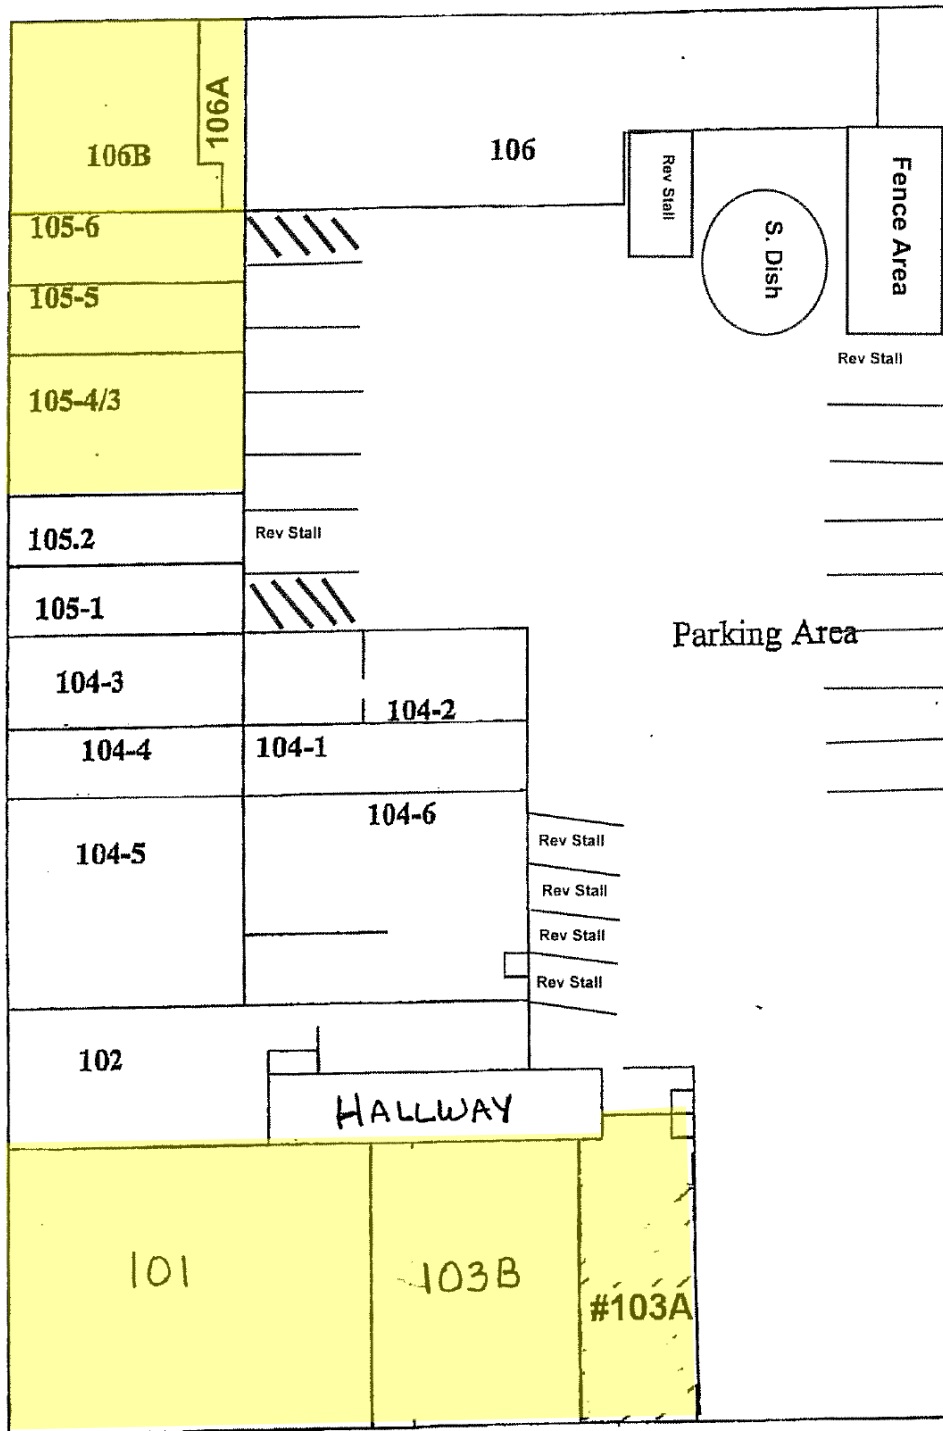 106A
106B
106
Rev Stall
S. Dish
Fence Area
105-6
105-5
Rev Stall
105-4/3
105.2
Rev Stall
105-1
Parking Area
104-3
104-2
104-4
104-1
104-6
104-5
Rev Stall
Rev Stall
Rev Stall
Rev Stall
102
HALLWAY
101
103B
#103A